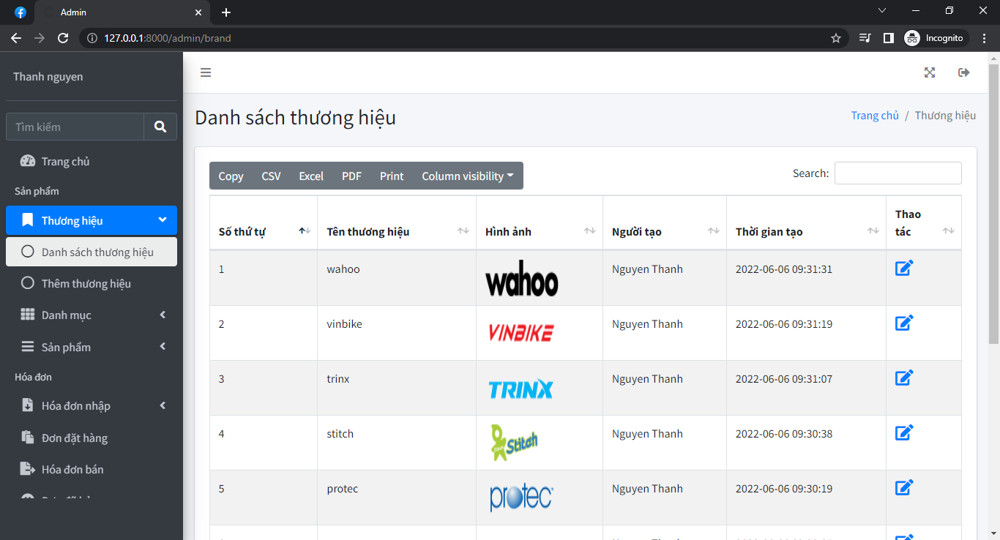 Admin
127.0.0.1:8000/admin/brand
Incognito
Thanh nguyen
Tìm kiếm
Trang chủ
Sản phẩm
Thương hiệu
Danh sách thương hiệu
Thêm thương hiệu
Danh mục
Sản phẩm
Hóa đơn
Hóa đơn nhập
Đơn đặt hàng
Hóa đơn bán
Danh sách thương hiệu
Trang chủ / Thương hiệu
Copy CSV Excel PDF Print Column visibility
Search:
Số thứ tự Tên thương hiệu Hình ảnh Người tạo Thời gian tạo Thao tác
1 wahoo wahoo Nguyen Thanh 2022-06-06 09:31:31
2 vinbike VINBIKE Nguyen Thanh 2022-06-06 09:31:19
3 trinx TRINX Nguyen Thanh 2022-06-06 09:31:07
4 stitch Stitch Nguyen Thanh 2022-06-06 09:30:38
5 protec protec Nguyen Thanh 2022-06-06 09:30:19